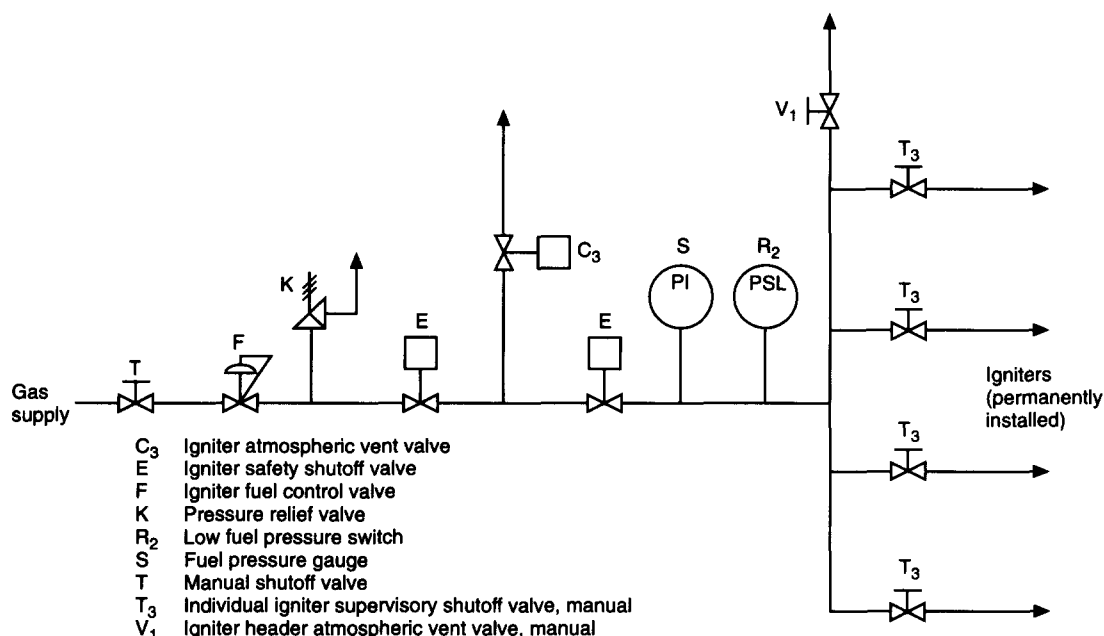 V₁
T₃
C₃
S
R₂
PI
PSL
K
T₃
E
E
F
T
Gas
supply
Igniters
(permanently
installed)
T₃
T₃
C₃ Igniter atmospheric vent valve
E Igniter safety shutoff valve
F Igniter fuel control valve
K Pressure relief valve
R₂ Low fuel pressure switch
S Fuel pressure gauge
T Manual shutoff valve
T₃ Individual igniter supervisory shutoff valve, manual
V₁ Igniter header atmospheric vent valve, manual